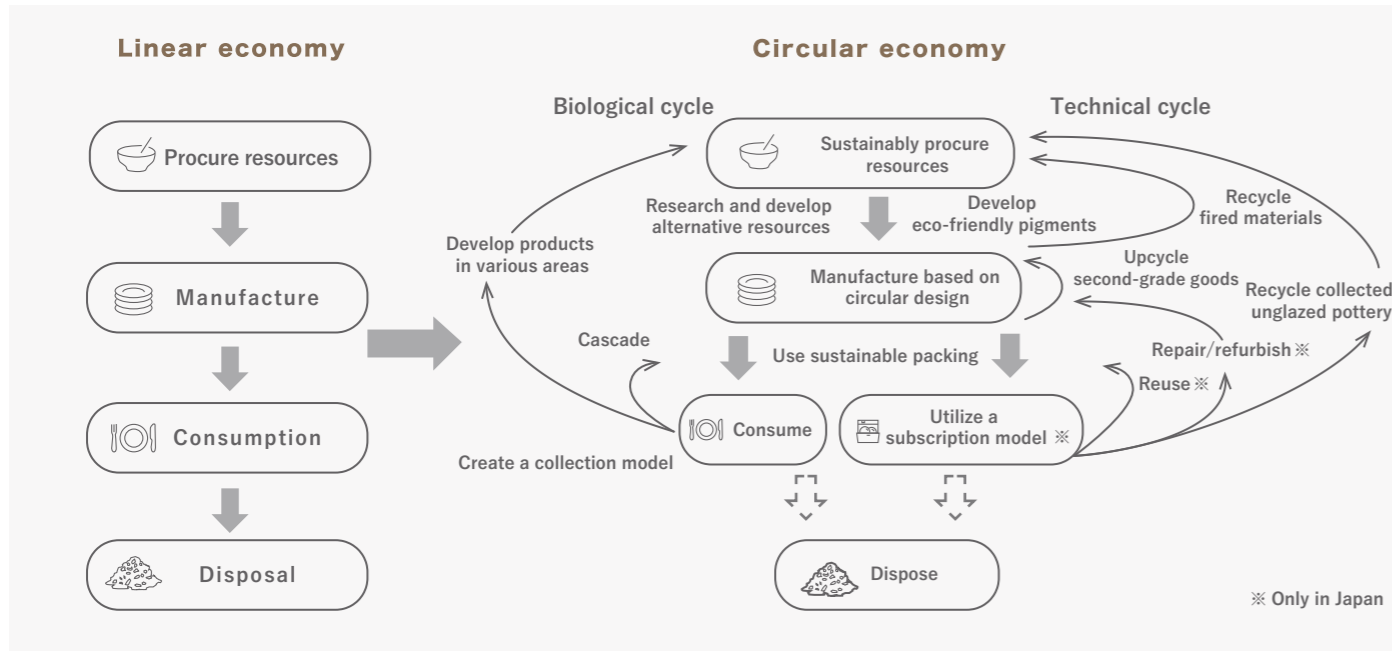 Linear economy
Procure resources
Manufacture
Consumption
Disposal
Circular economy
Biological cycle
Technical cycle
Sustainably procure
resources
Research and develop
alternative resources
Develop
eco-friendly pigments
Recycle
fired materials
Develop products
in various areas
Manufacture based on
circular design
Upcycle
second-grade goods
Recycle collected
unglazed pottery
Cascade
Use sustainable packing
Repair/refurbish※
Reuse※
Consume
Utilize a
subscription model ※
Create a collection model
Dispose
※ Only in Japan